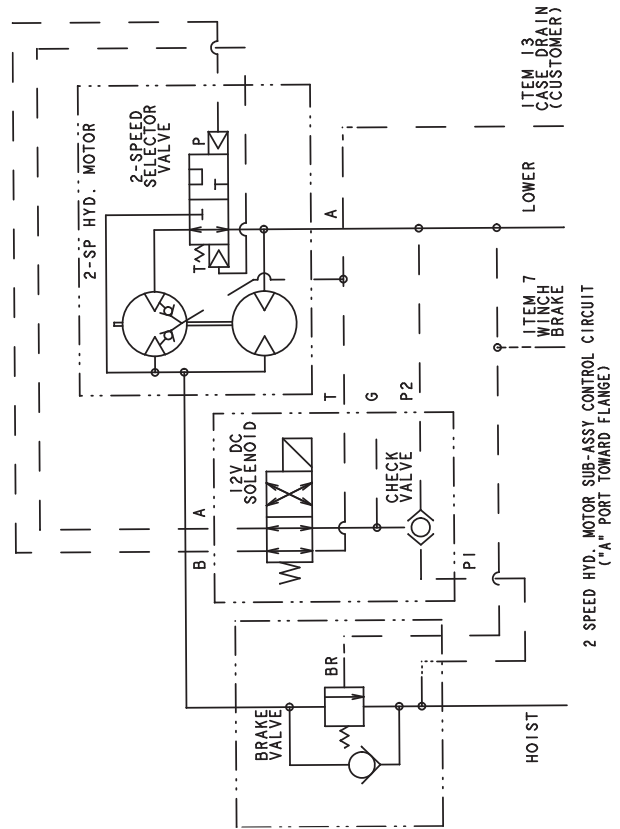 2-SP HYD. MOTOR
2-SPEED
SELECTOR
VALVE
P
T
T
A
ITEM 13
CASE DRAIN
(CUSTOMER)
LOWER
ITEM 7
WINCH
BRAKE
12V DC
SOLENOID
A
B
T
G
P2
P1
CHECK
VALVE
BRAKE
VALVE
BR
HOIST
2 SPEED HYD. MOTOR SUB-ASSY CONTROL CIRCUIT
("A" PORT TOWARD FLANGE)